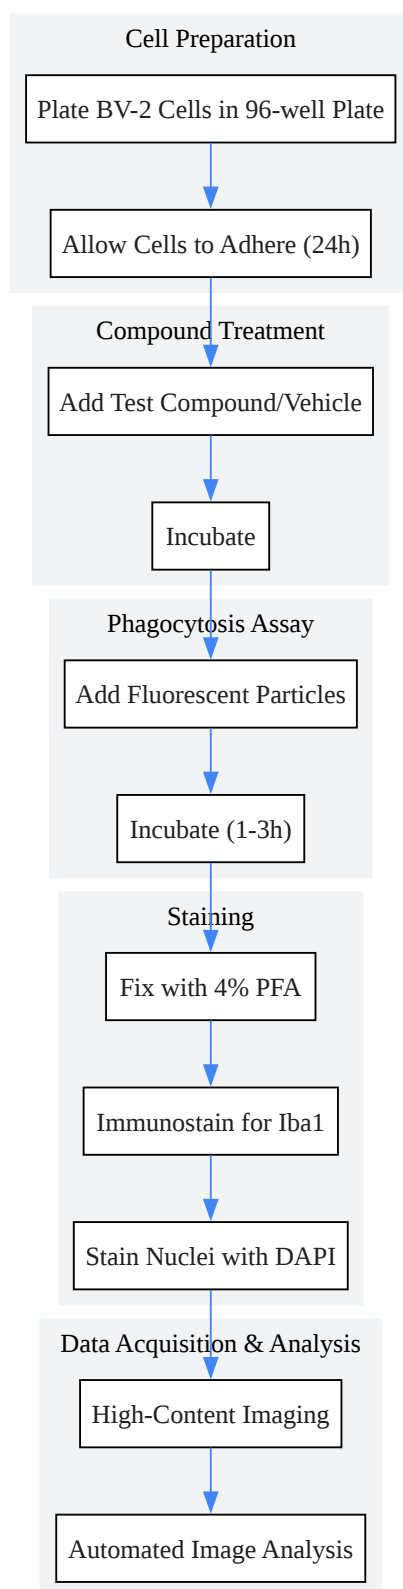 Cell Preparation
Plate BV-2 Cells in 96-well Plate
Allow Cells to Adhere (24h)
Compound Treatment
Add Test Compound/Vehicle
Incubate
Phagocytosis Assay
Add Fluorescent Particles
Incubate (1-3h)
Staining
Fix with 4% PFA
Immunostain for Iba1
Stain Nuclei with DAPI
Data Acquisition & Analysis
High-Content Imaging
Automated Image Analysis